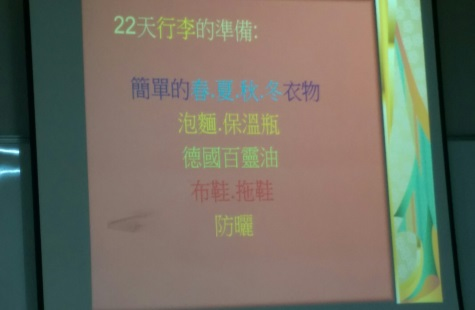 22天行李的準備:
簡單的春.夏.秋.冬衣物
泡麵.保溫瓶
德國百靈油
布鞋.拖鞋
防曬